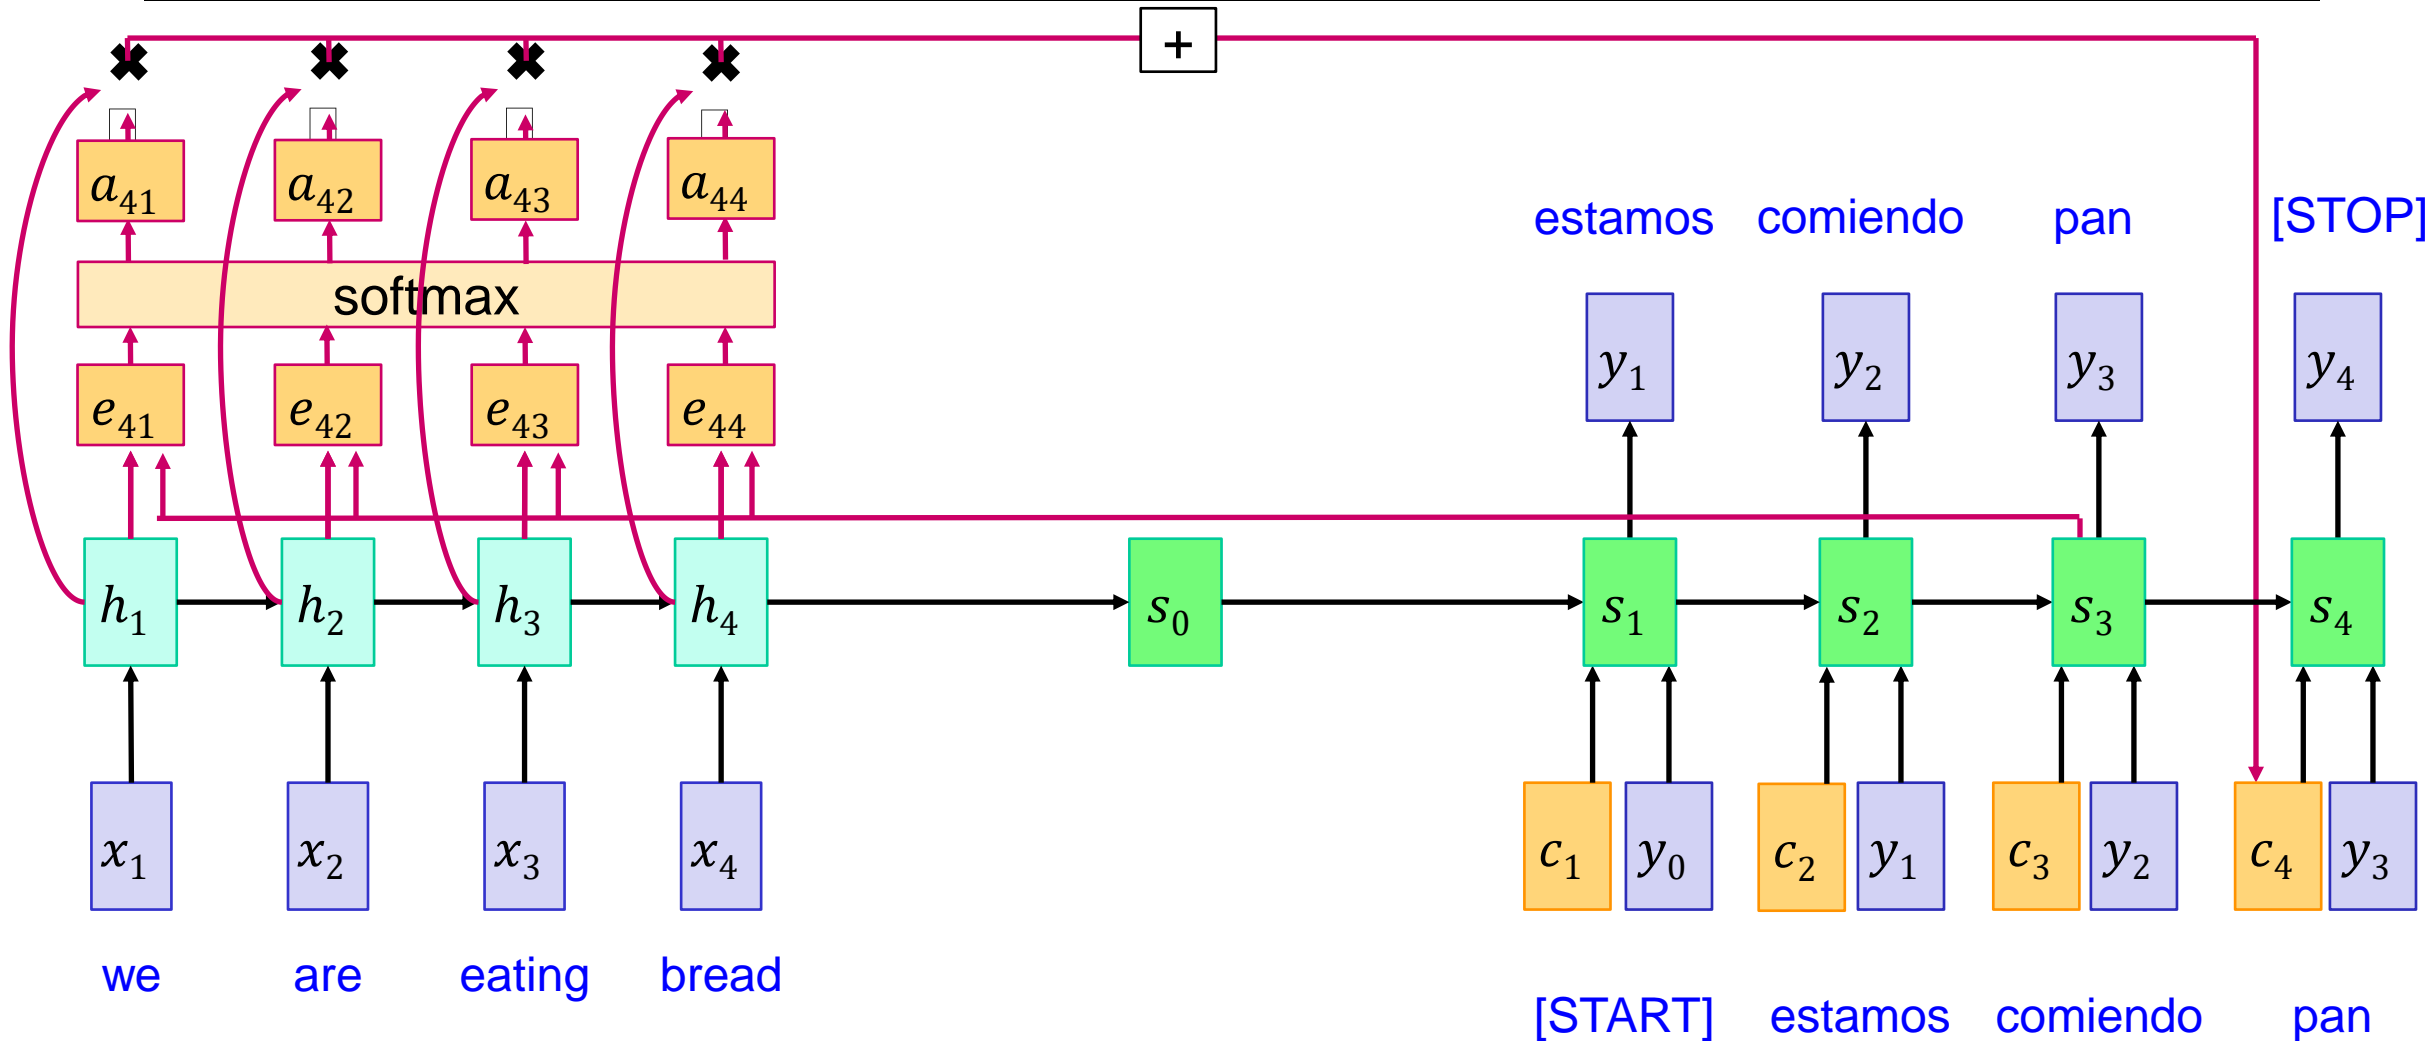 +
a₄₁ a₄₂ a₄₃ a₄₄
estamos comiendo pan [STOP]
softmax
y₁ y₂ y₃ y₄
e₄₁ e₄₂ e₄₃ e₄₄
h₁ h₂ h₃ h₄ s₀ s₁ s₂ s₃ s₄
x₁ x₂ x₃ x₄ c₁ y₀ c₂ y₁ c₃ y₂ c₄ y₃
we are eating bread
[START] estamos comiendo pan